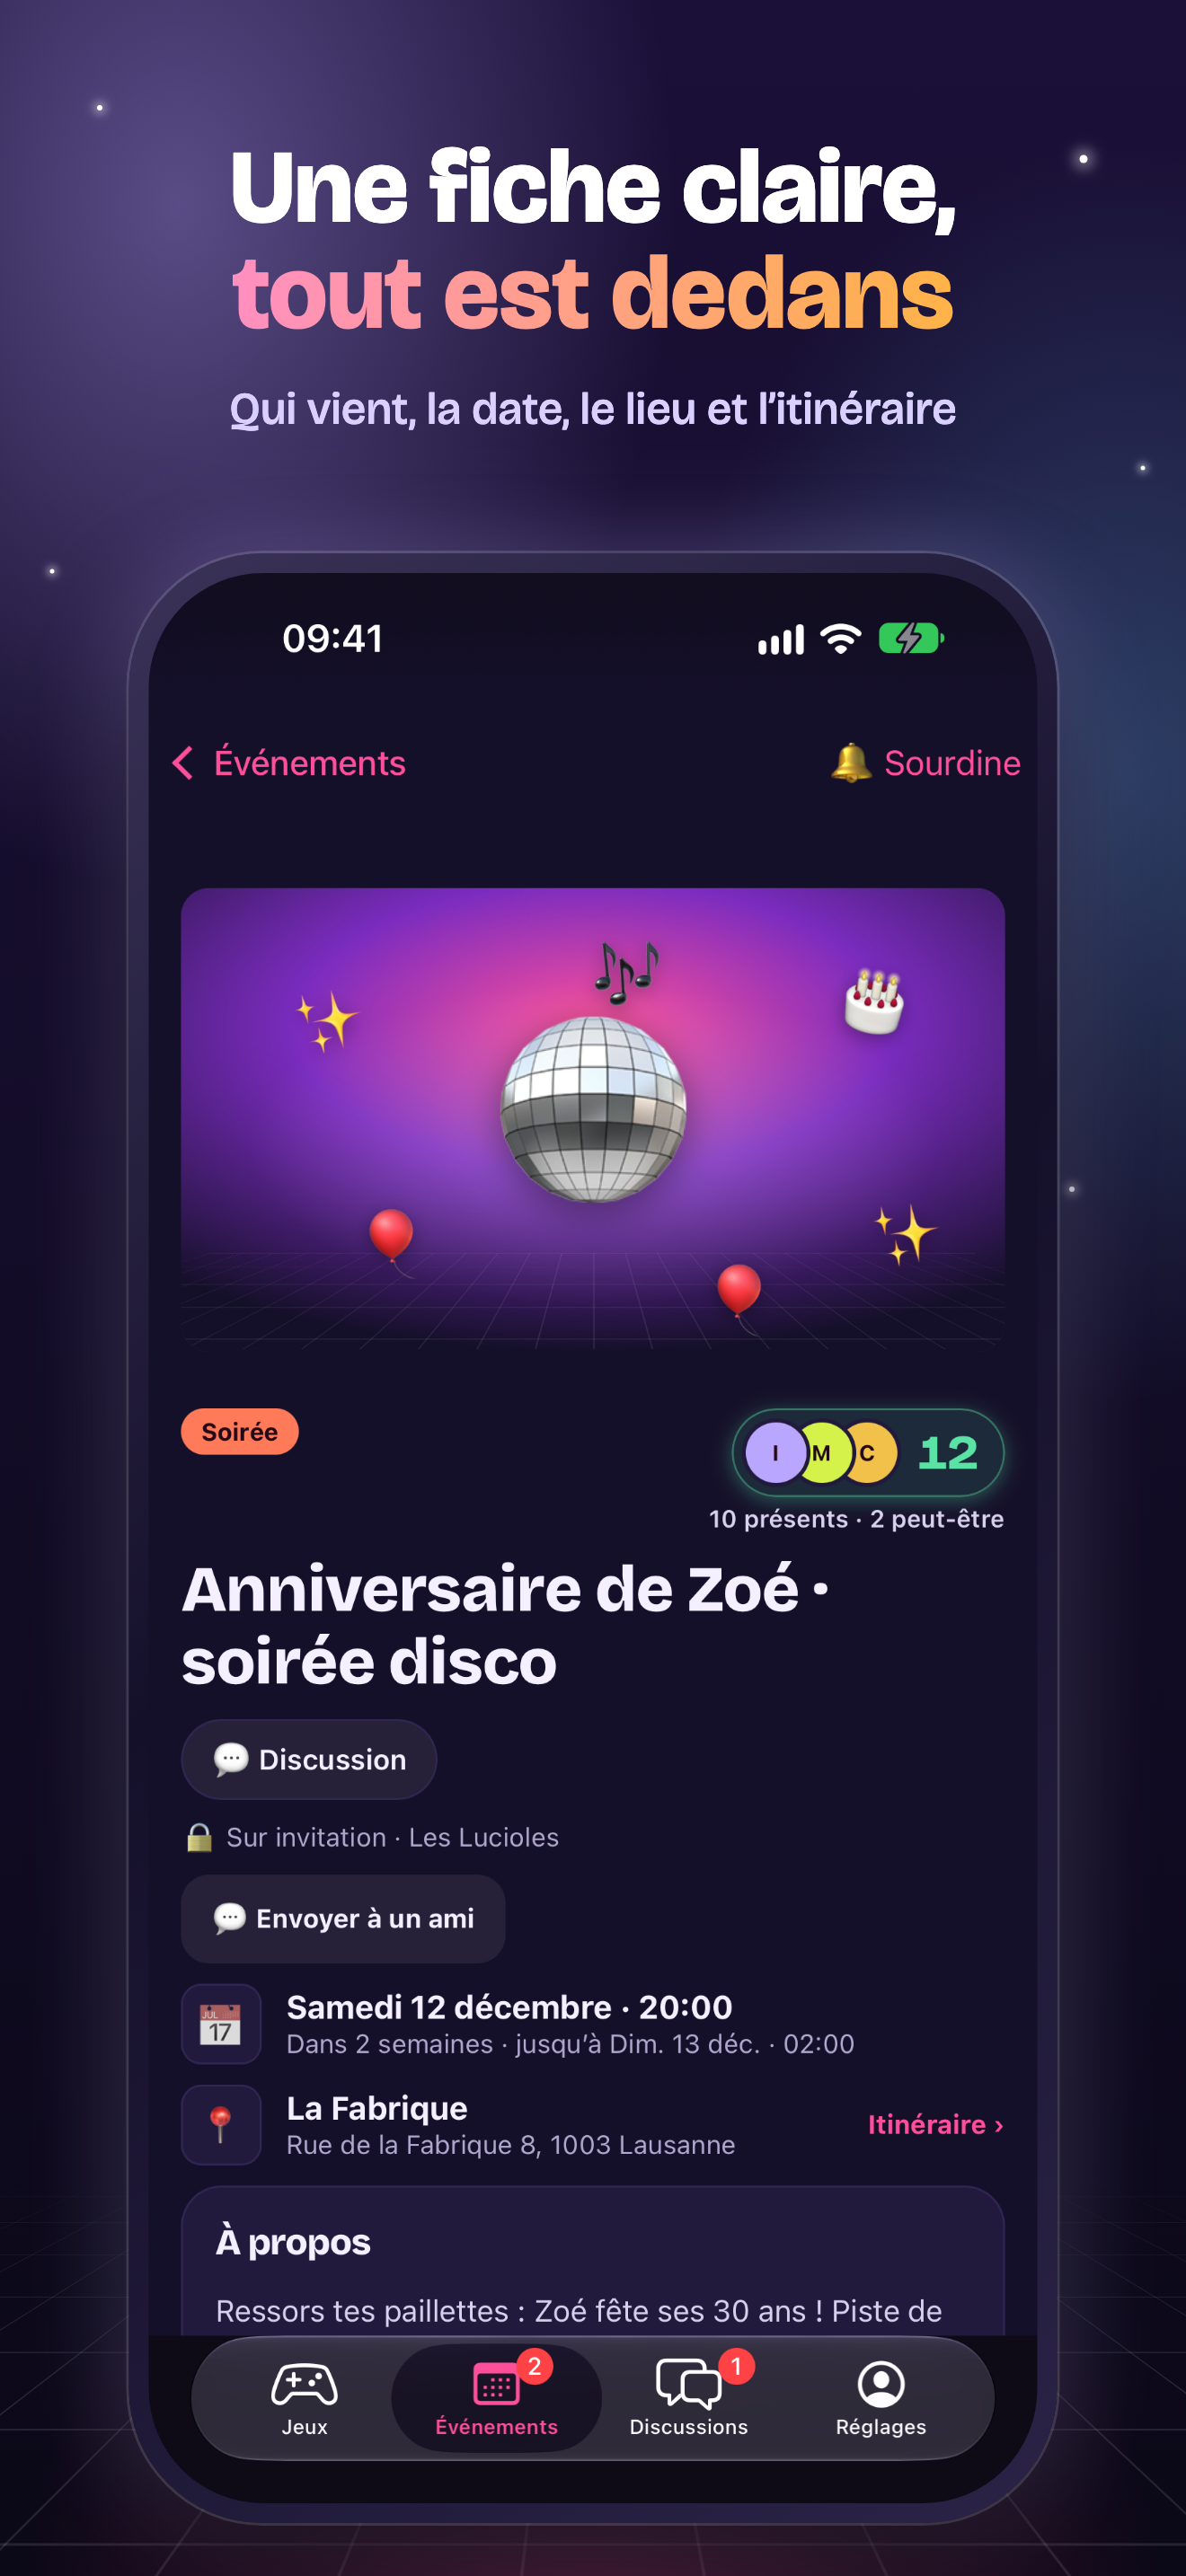 Une fiche claire,
tout est dedans
Qui vient, la date, le lieu et l’itinéraire
09:41
Événements
Sourdine
Soirée
I M C 12
10 présents · 2 peut-être
Anniversaire de Zoé ·
soirée disco
Discussion
Sur invitation · Les Lucioles
Envoyer à un ami
JUL
17
Samedi 12 décembre · 20:00
Dans 2 semaines · jusqu’à Dim. 13 déc. · 02:00
La Fabrique
Rue de la Fabrique 8, 1003 Lausanne
Itinéraire ›
À propos
Ressors tes paillettes : Zoé fête ses 30 ans ! Piste de
2
1
Jeux
Événements
Discussions
Réglages